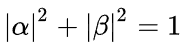 |α|² + |β|² = 1